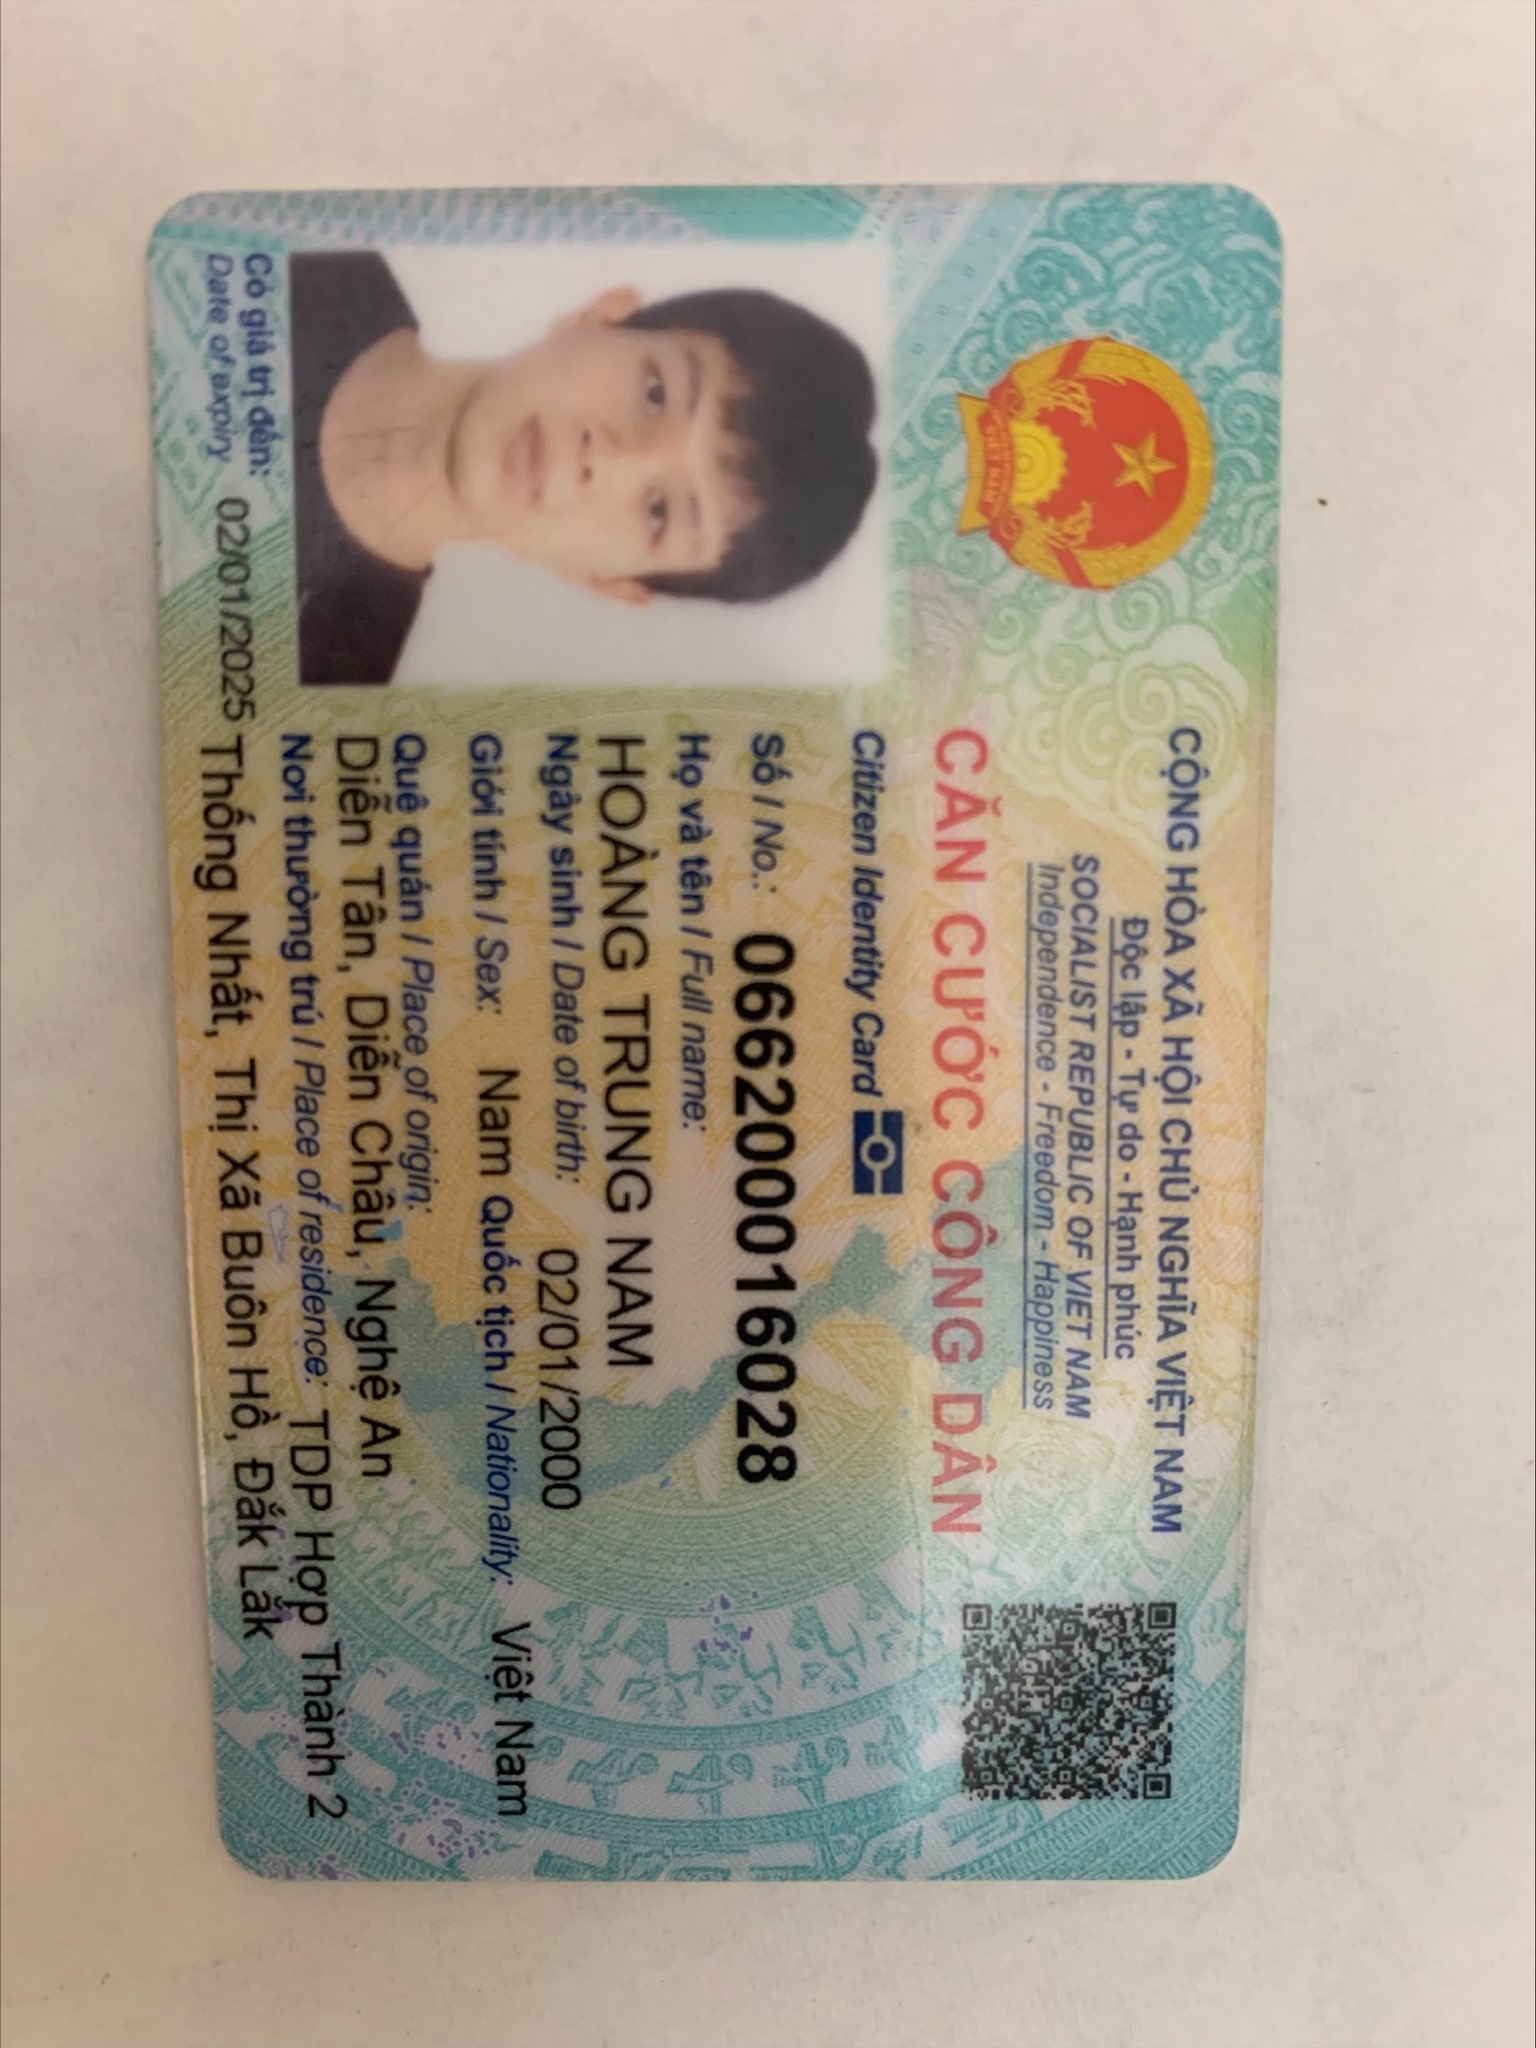 CỘNG HÒA XÃ HỘI CHỦ NGHĨA VIỆT NAM
Độc lập - Tự do - Hạnh phúc
SOCIALIST REPUBLIC OF VIET NAM
Independence - Freedom - Happiness
CĂN CƯỚC CÔNG DÂN
Citizen Identity Card
Số / No.: 066200016028
Họ và tên / Full name:
HOÀNG TRUNG NAM
Ngày sinh / Date of birth: 02/01/2000
Giới tính / Sex: Nam Quốc tịch / Nationality: Việt Nam
Quê quán / Place of origin:
Diễn Tân, Diễn Châu, Nghệ An
Nơi thường trú / Place of residence: TDP Hợp Thành 2
Thống Nhất, Thị Xã Buôn Hồ, Đắk Lắk
Có giá trị đến: 02/01/2025
Date of expiry
VIỆT NAM